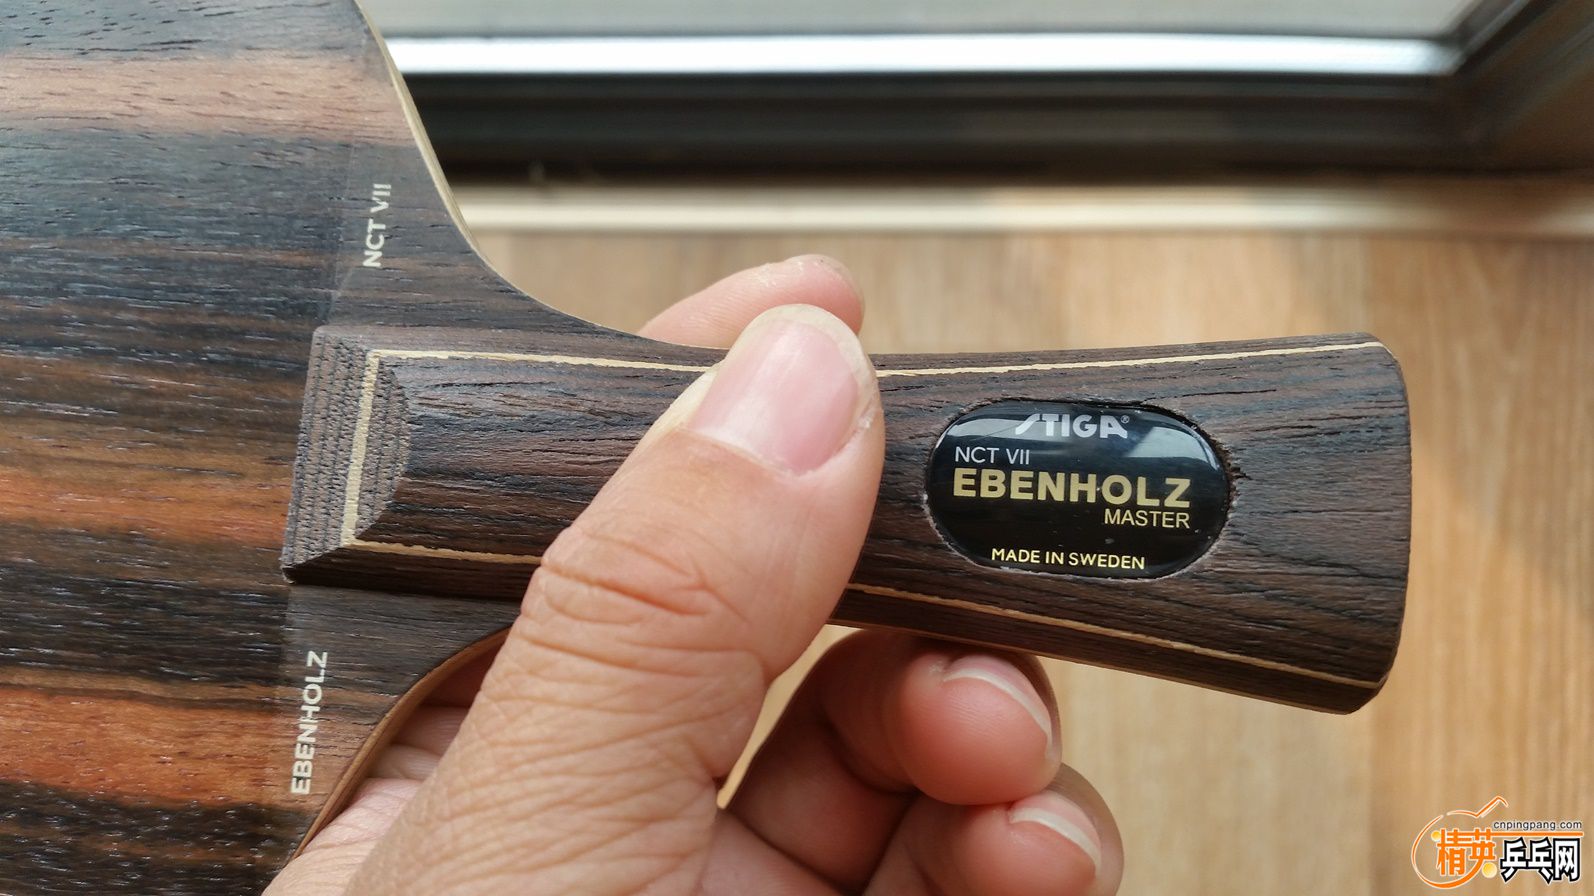 NCT VII
EBENHOLZ
STIGA®
NCT VII
EBENHOLZ
MASTER
MADE IN SWEDEN
cnpingpang.com
精英乒乓网